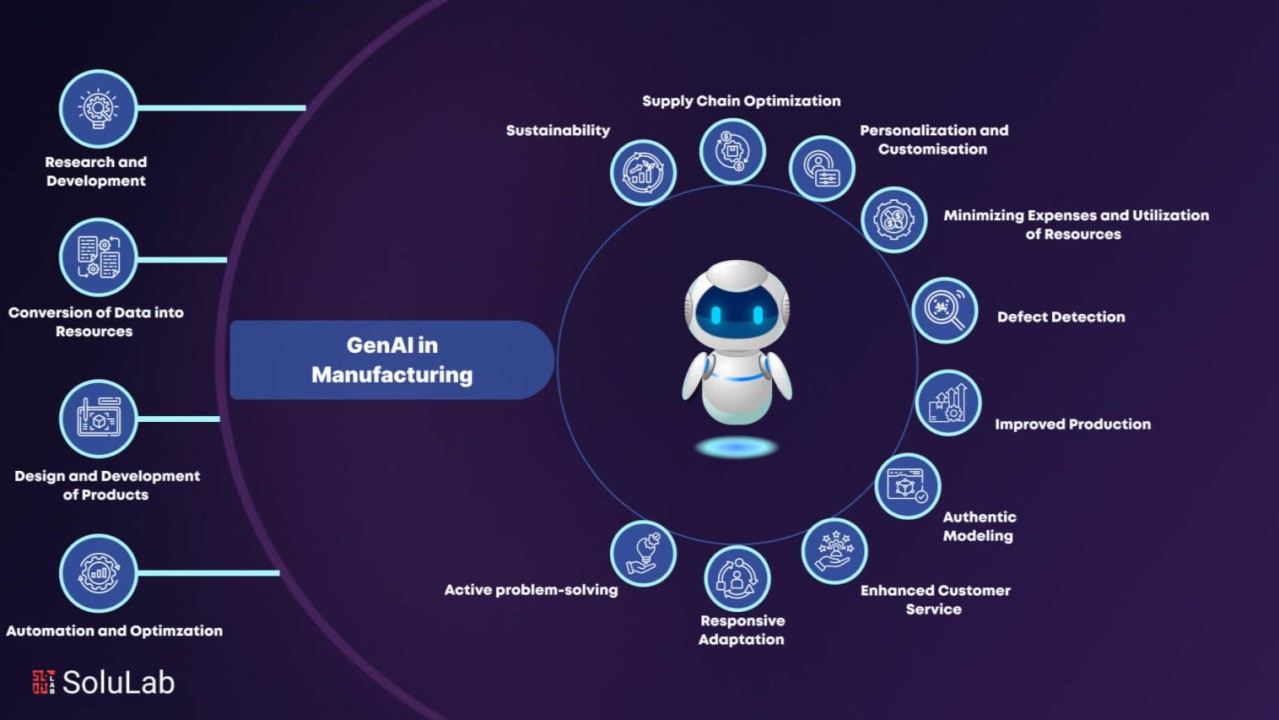 Research and
Development
Conversion of Data into
Resources
Design and Development
of Products
Automation and Optimzation
GenAI in
Manufacturing
Sustainability
Supply Chain Optimization
Personalization and
Customisation
Minimizing Expenses and Utilization
of Resources
Defect Detection
Improved Production
Authentic
Modeling
Enhanced Customer
Service
Responsive
Adaptation
Active problem-solving
SoluLab